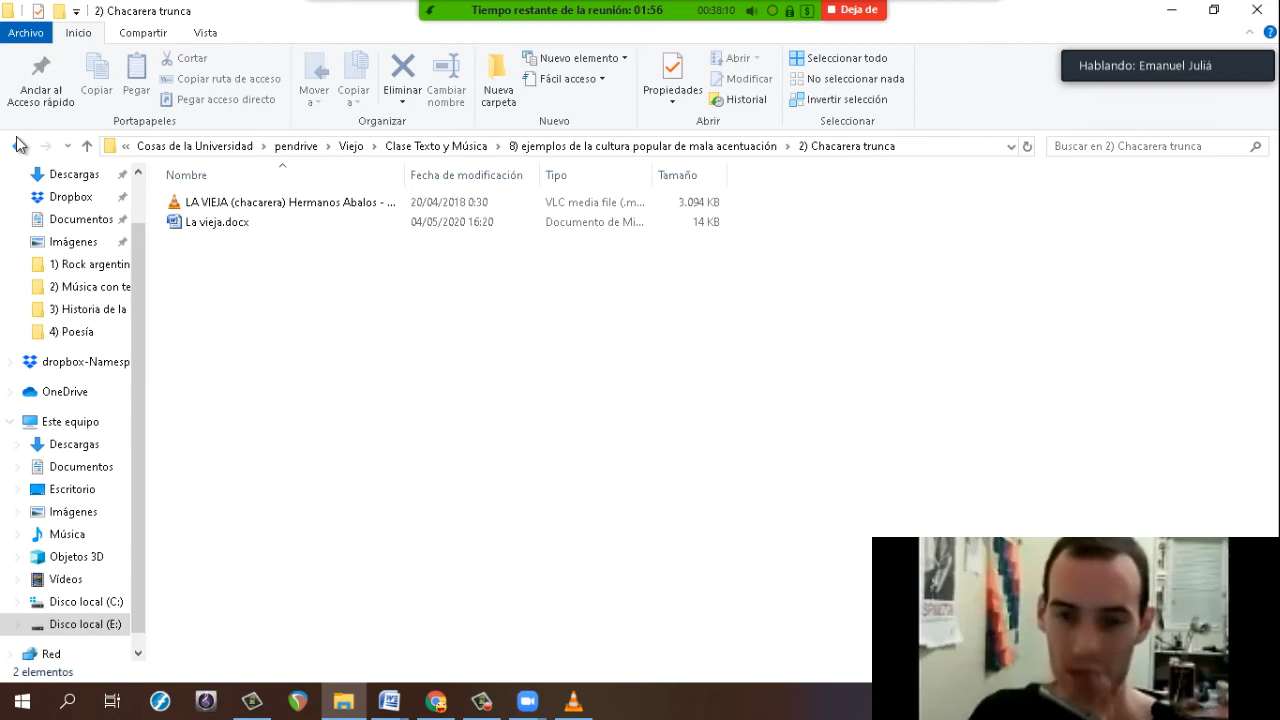 2) Chacarera trunca
Tiempo restante de la reunión: 01:56
00:38:10
Deja de
Archivo
Inicio
Compartir
Vista
Hablando: Emanuel Juliá
Anclar al
Acceso rápido
Copiar
Pegar
Cortar
Copiar ruta de acceso
Pegar acceso directo
Portapapeles
Mover
a
Copiar
a
Eliminar
Cambiar
nombre
Organizar
Nueva
carpeta
Nuevo elemento
Fácil acceso
Nuevo
Propiedades
Abrir
Modificar
Historial
Abrir
Seleccionar todo
No seleccionar nada
Invertir selección
Seleccionar
« Cosas de la Universidad > pendrive > Viejo > Clase Texto y Música > 8) ejemplos de la cultura popular de mala acentuación > 2) Chacarera trunca
Buscar en 2) Chacarera trunca
Nombre
Fecha de modificación
Tipo
Tamaño
LA VIEJA (chacarera) Hermanos Abalos - ...
20/04/2018 0:30
VLC media file (.m...
3.094 KB
La vieja.docx
04/05/2020 16:20
Documento de Mi...
14 KB
Descargas
Dropbox
Documentos
Imágenes
1) Rock argentin
2) Música con te
3) Historia de la
4) Poesía
dropbox-Namesp
OneDrive
Este equipo
Descargas
Documentos
Escritorio
Imágenes
Música
Objetos 3D
Vídeos
Disco local (C:)
Disco local (E:)
Red
2 elementos